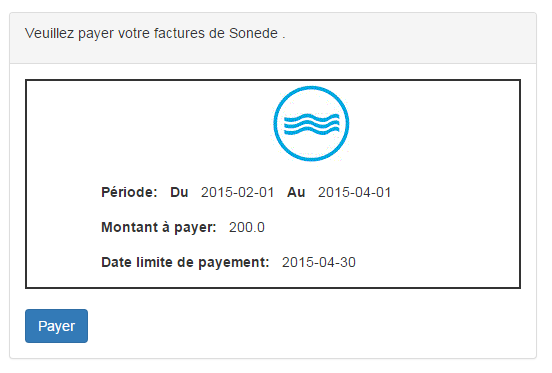 Veuillez payer votre factures de Sonede .
Période: Du 2015-02-01 Au 2015-04-01
Montant à payer: 200.0
Date limite de payement: 2015-04-30
Payer